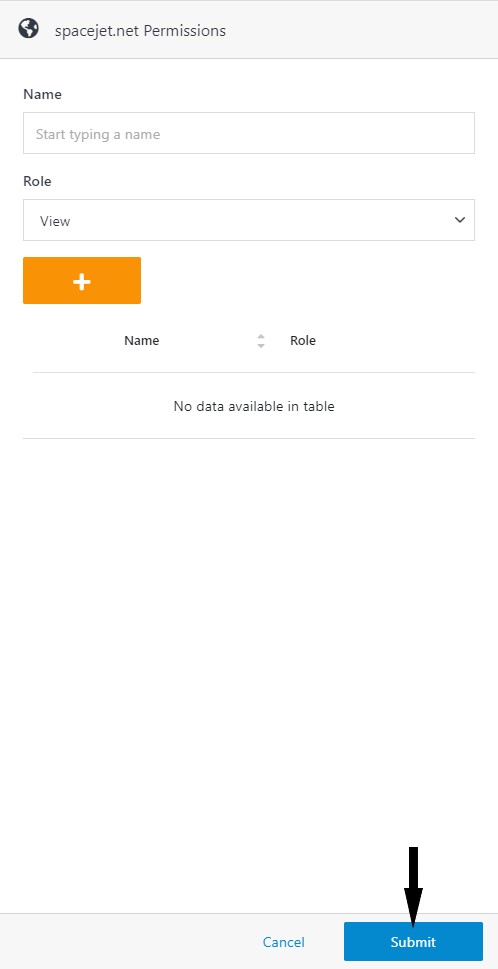 spacejet.net Permissions
Name
Start typing a name
Role
View
Name Role
No data available in table
Cancel Submit